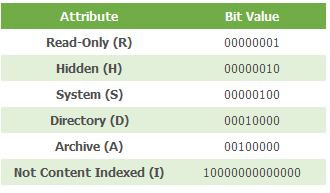 Attribute Bit Value
Read-Only (R) 00000001
Hidden (H) 00000010
System (S) 00000100
Directory (D) 00010000
Archive (A) 00100000
Not Content Indexed (I) 10000000000000